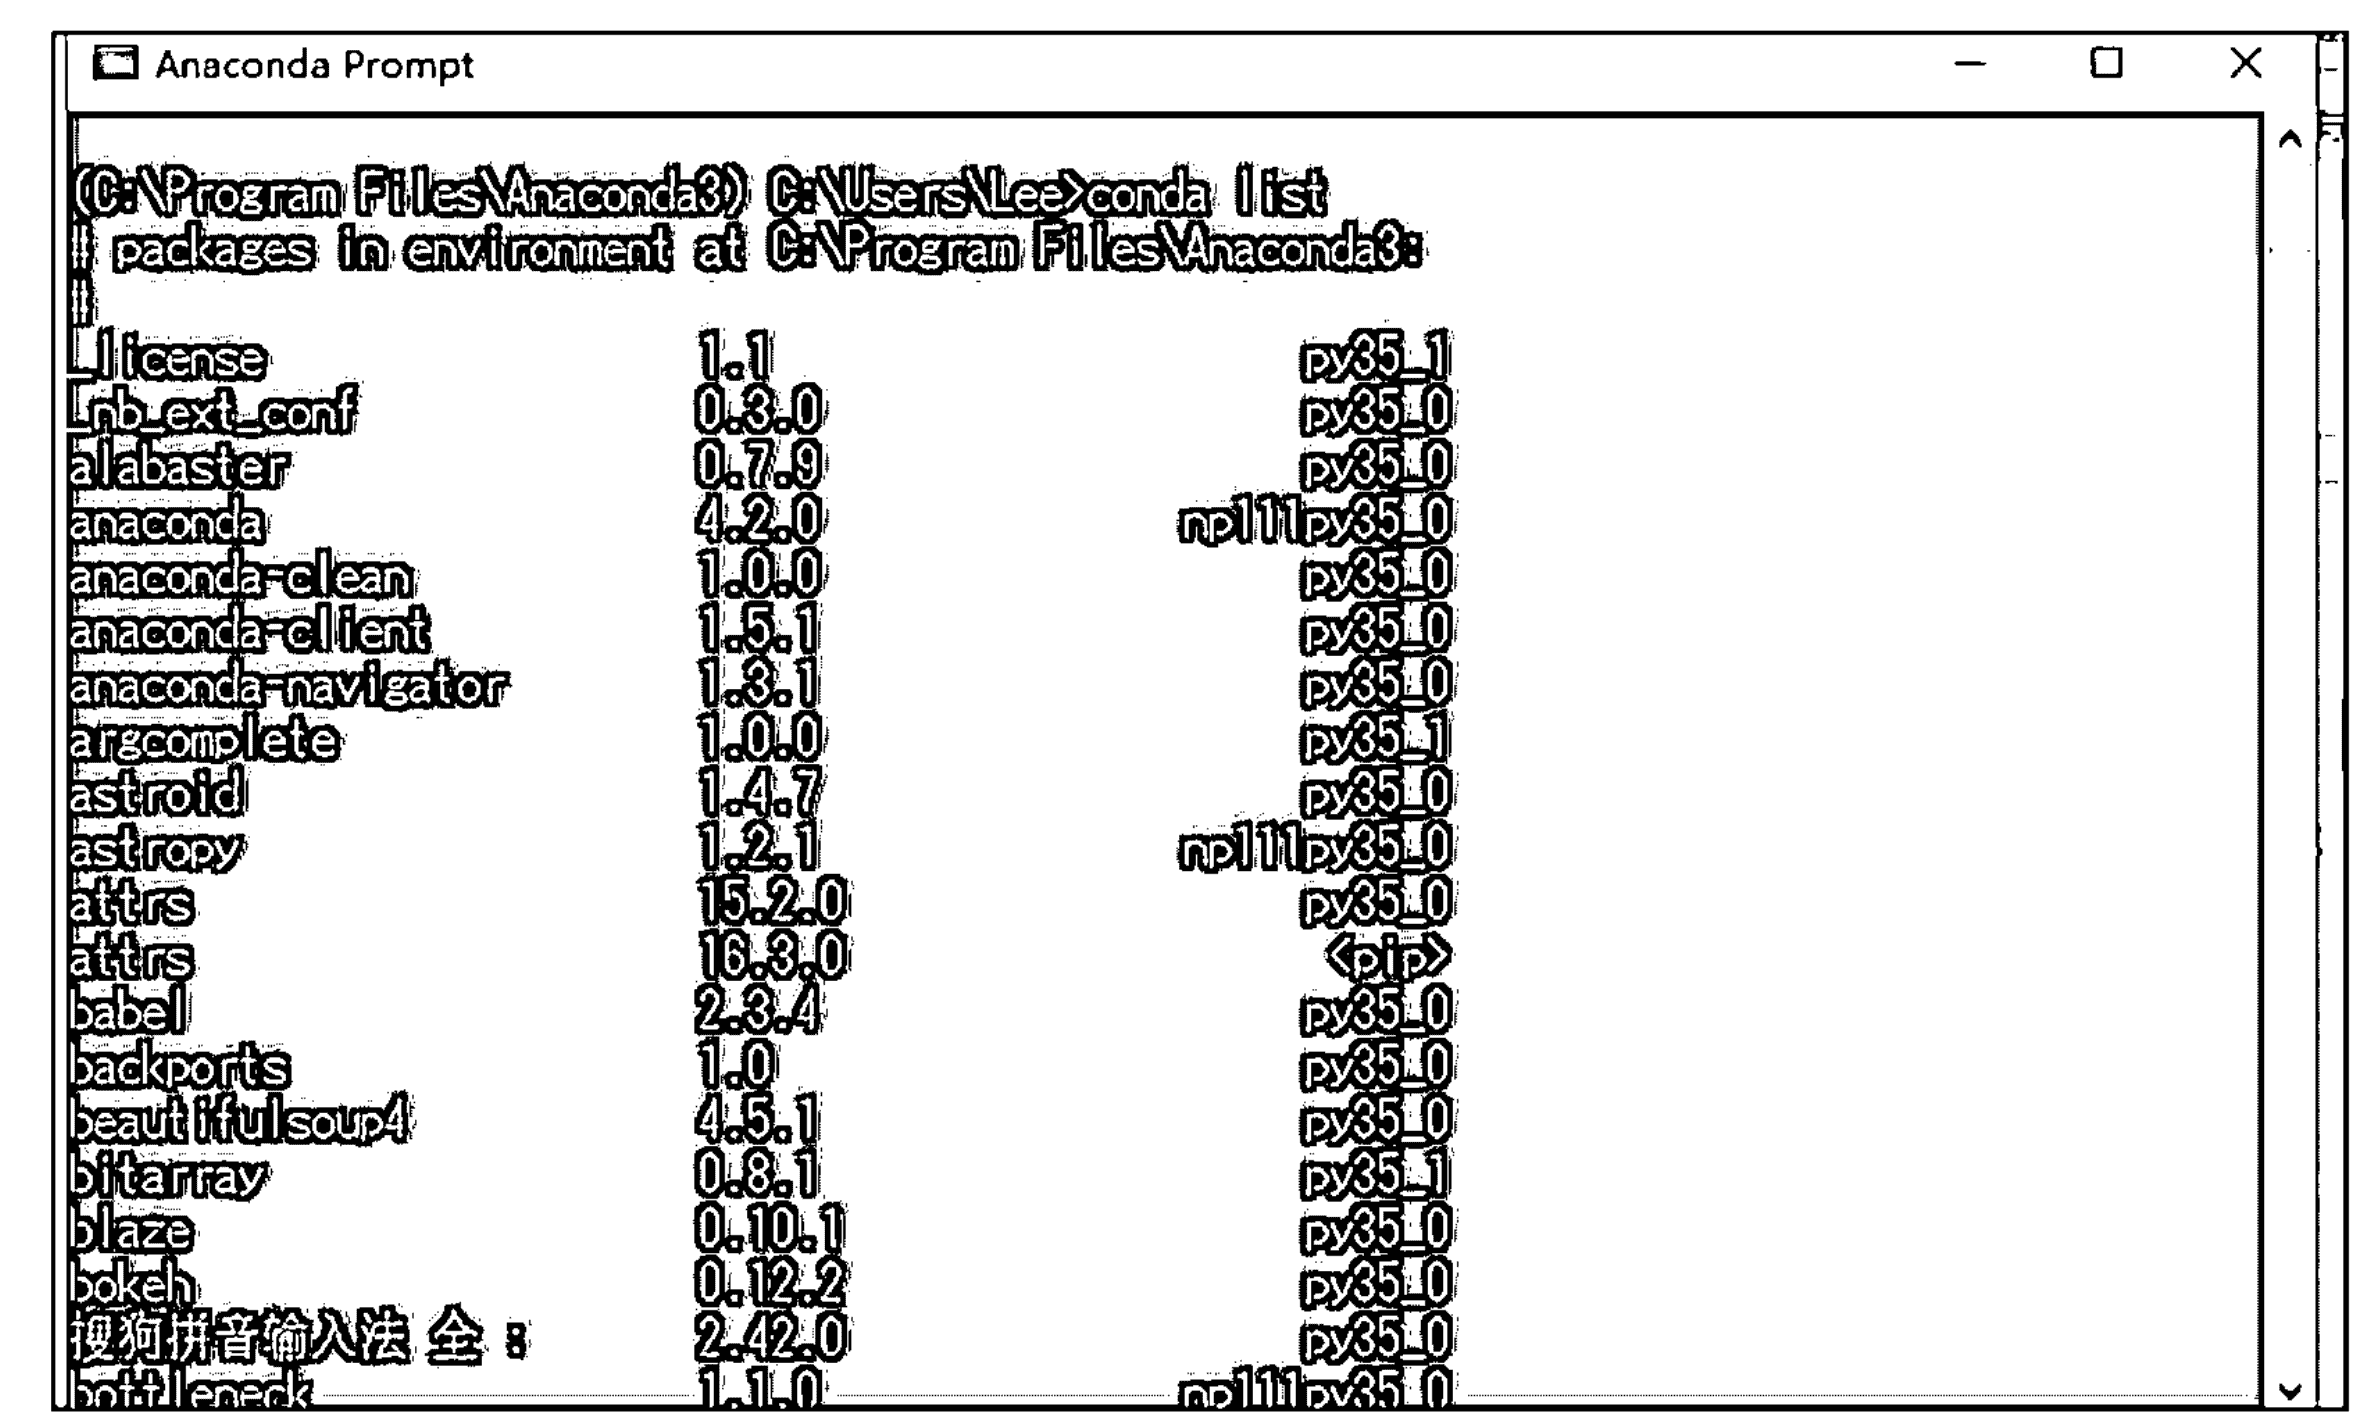 Anaconda Prompt
(C:\Program Files\Anaconda3) C:\Users\Lee>conda list
# packages in environment at C:\Program Files\Anaconda3:
#
_license 1.1 py35_1
_nb_ext_conf 0.3.0 py35_0
alabaster 0.7.9 py35_0
anaconda 4.2.0 np111py35_0
anaconda-clean 1.0.0 py35_0
anaconda-client 1.5.1 py35_0
anaconda-navigator 1.3.1 py35_0
argcomplete 1.0.0 py35_1
astroid 1.4.7 py35_0
astropy 1.2.1 np111py35_0
attrs 15.2.0 py35_0
attrs 16.3.0 <pip>
babel 2.3.4 py35_0
backports 1.0 py35_0
beautifulsoup4 4.5.1 py35_0
bitarray 0.8.1 py35_1
blaze 0.10.1 py35_0
bokeh 0.12.2 py35_0
搜狗拼音输入法 全 : 2.42.0 py35_0
bottleneck 1.1.0 np111py35_0